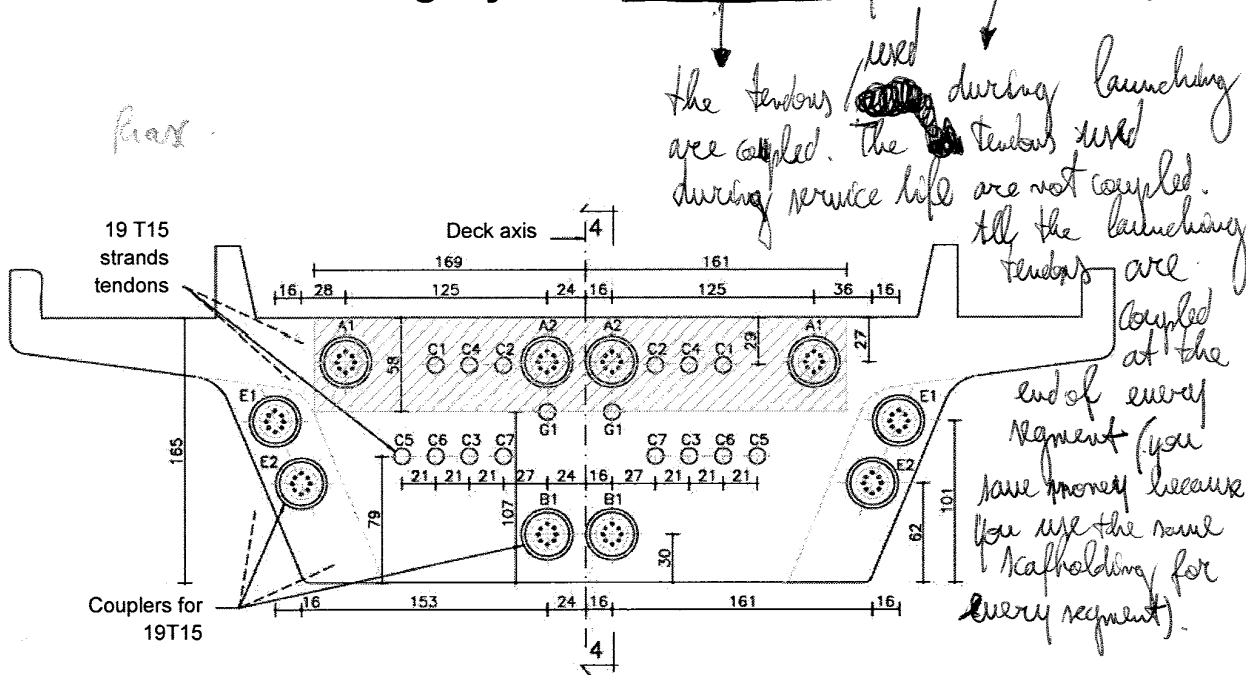 used
the tendons / during launching
are coupled. The tendons used
during service life are not coupled.
All the launching
tendons are
coupled
at the
end of every
segment (you
save money because
you use the same
scafholding for
every segment).
19 T15
strands
tendons
Deck axis
4
169
161
16
28
125
24
16
125
36
16
A1
A2
A2
A1
C1
C4
C2
C2
C4
C1
58
29
27
G1
G1
E1
E1
E2
E2
C5
C6
C3
C7
C7
C3
C6
C5
21
21
21
27
24
16
27
21
21
21
165
79
107
B1
B1
30
62
101
Couplers for
19T15
16
153
24
16
161
16
4